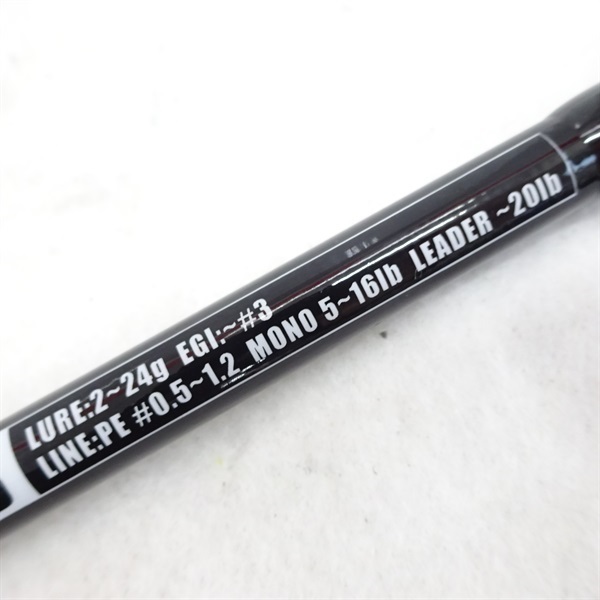 LURE:2~24g EGI:~#3
LINE:PE #0.5~1.2 MONO 5~16lb LEADER ~20lb